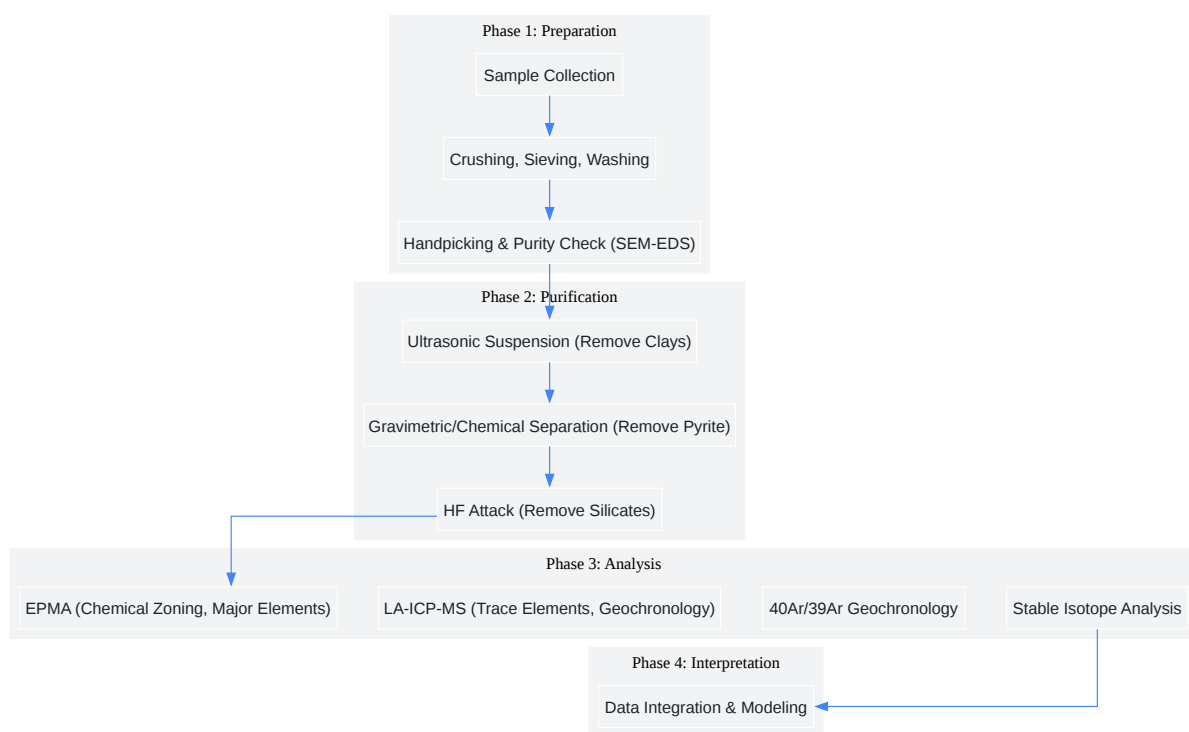 Phase 1: Preparation
Sample Collection
Crushing, Sieving, Washing
Handpicking & Purity Check (SEM-EDS)
Phase 2: Purification
Ultrasonic Suspension (Remove Clays)
Gravimetric/Chemical Separation (Remove Pyrite)
HF Attack (Remove Silicates)
Phase 3: Analysis
EPMA (Chemical Zoning, Major Elements)
LA-ICP-MS (Trace Elements, Geochronology)
40Ar/39Ar Geochronology
Stable Isotope Analysis
Phase 4: Interpretation
Data Integration & Modeling